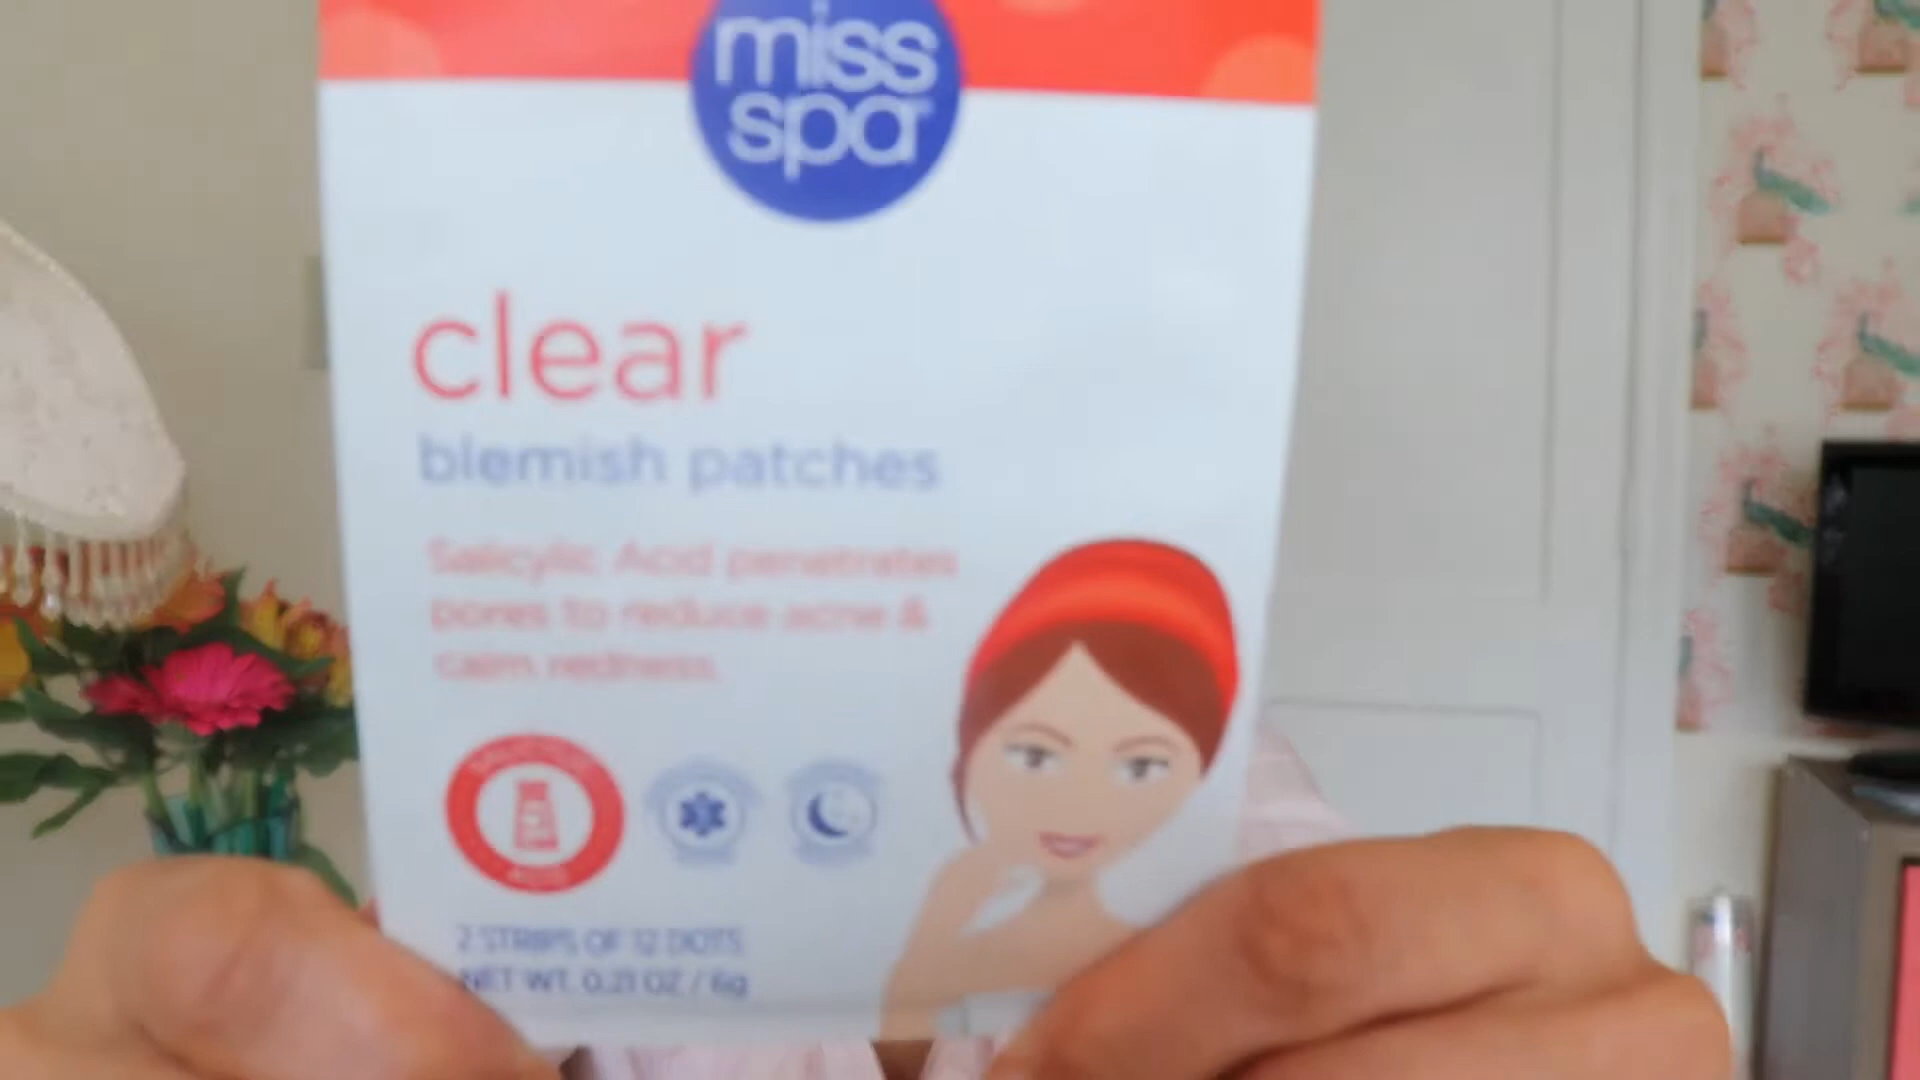 miss
spa
clear
blemish patches
Salicylic Acid penetrates
pores to reduce acne &
calm redness.
2 STRIPS OF 12 DOTS
NET WT. 0.21 OZ / 6g